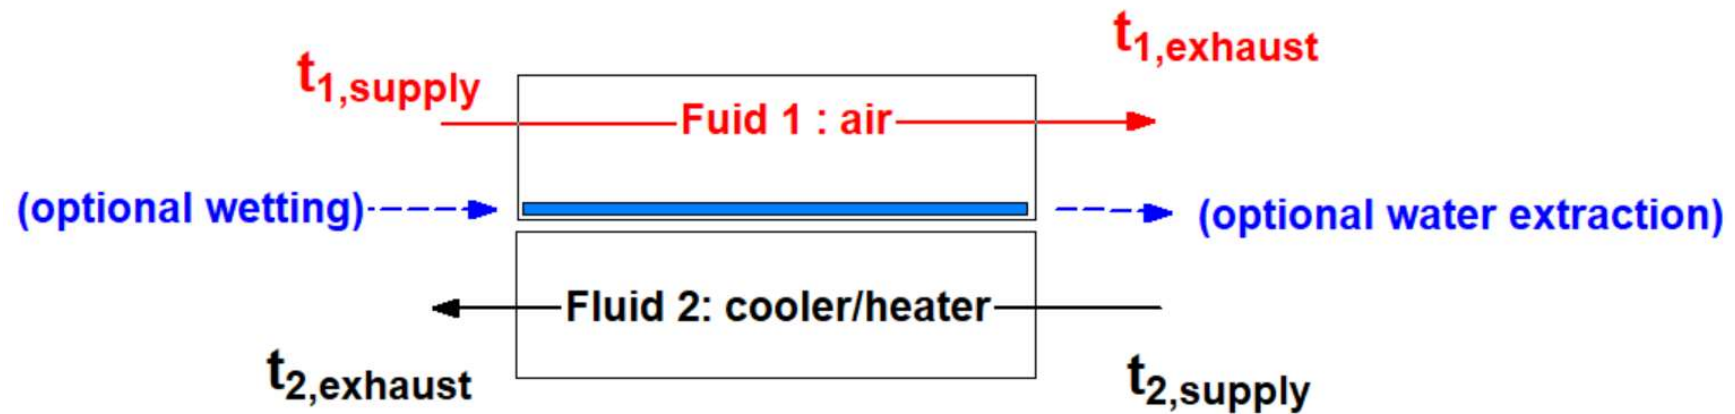 t1,exhaust
t1,supply
Fuid 1 : air
(optional wetting)
(optional water extraction)
Fluid 2: cooler/heater
t2,exhaust
t2,supply